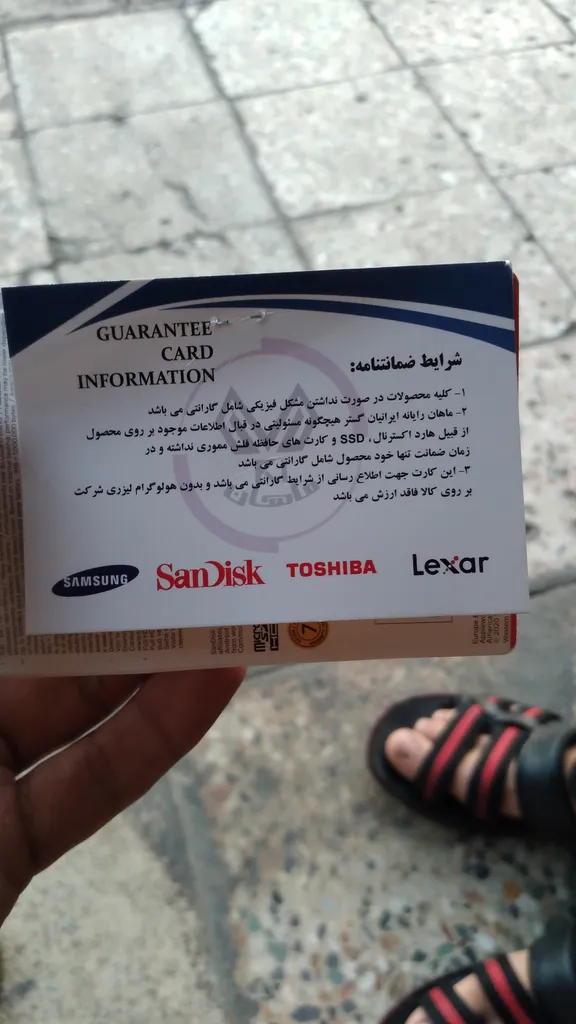 GUARANTEE
CARD
INFORMATION
شرایط ضمانتنامه:
۱- کلیه محصولات در صورت نداشتن مشکل فیزیکی شامل گارانتی می باشد
۲- ماهان رایانه ایرانیان گستر هیچگونه مسئولیتی در قبال اطلاعات موجود بر روی محصول
از قبیل هارد اکسترنال، SSD و کارت های حافظه فلش مموری نداشته و در
زمان ضمانت تنها خود محصول شامل گارانتی می باشد
۳- این کارت جهت اطلاع رسانی از شرایط گارانتی می باشد و بدون هولوگرام لیزری شرکت
بر روی کالا فاقد ارزش می باشد
ماهان
SAMSUNG
SanDisk
TOSHIBA
Lexar
7